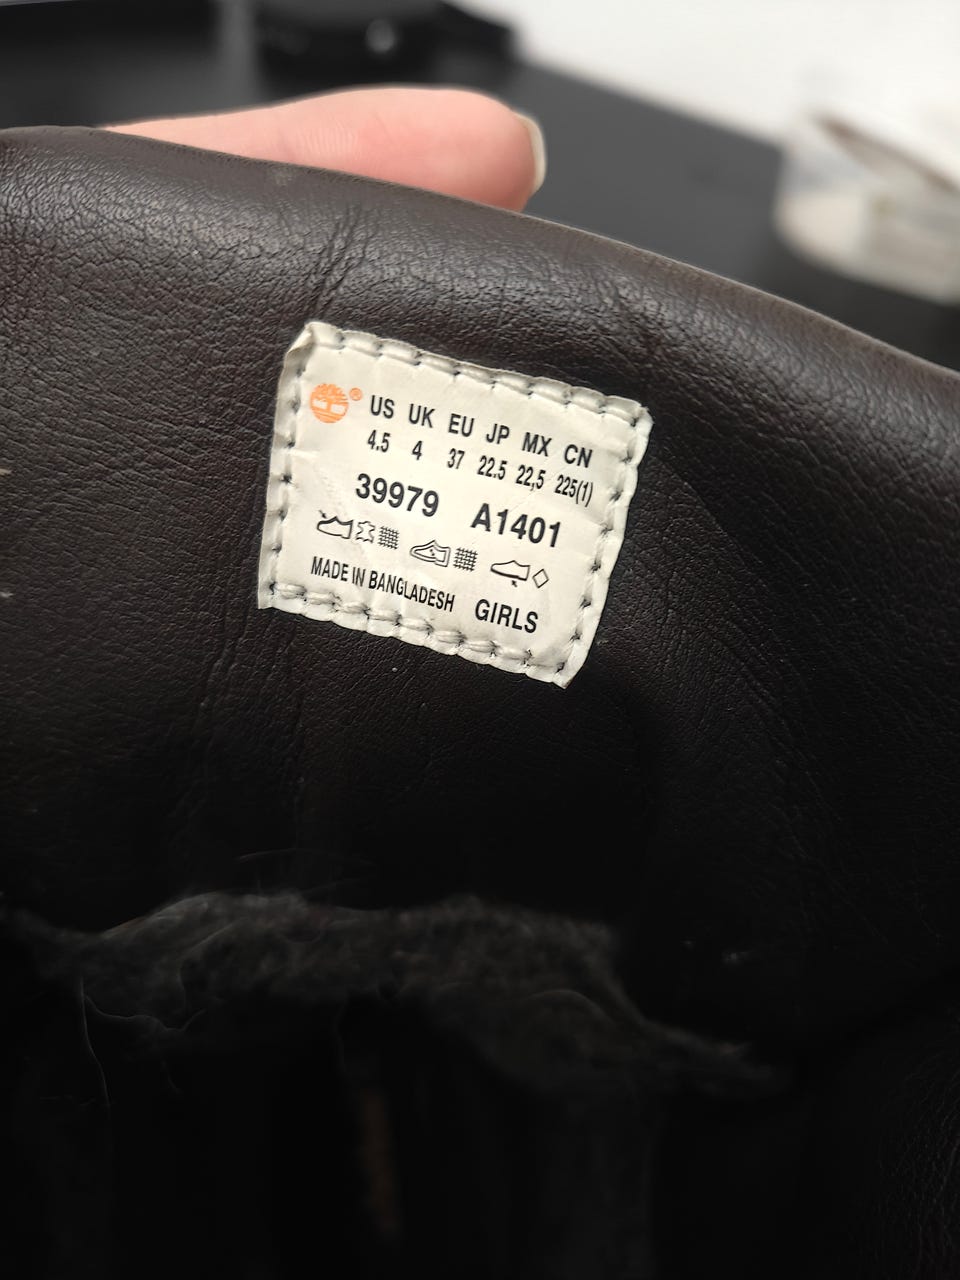 ® US UK EU JP MX CN
4.5 4 37 22.5 22,5 225(1)
39979 A1401
MADE IN BANGLADESH GIRLS